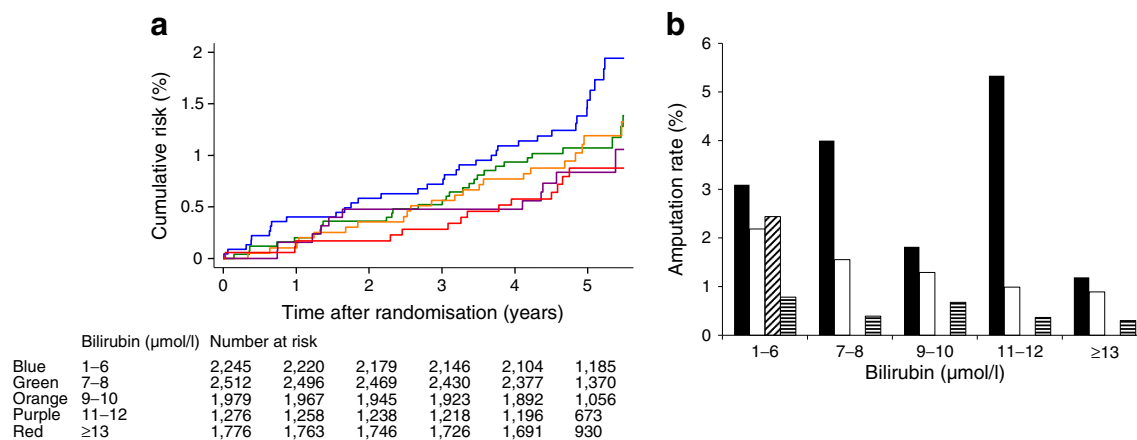 a
Cumulative risk (%)
2
1.5
1
0.5
0
0 1 2 3 4 5
Time after randomisation (years)
Bilirubin (μmol/l) Number at risk
Blue 1–6 2,245 2,220 2,179 2,146 2,104 1,185
Green 7–8 2,512 2,496 2,469 2,430 2,377 1,370
Orange 9–10 1,979 1,967 1,945 1,923 1,892 1,056
Purple 11–12 1,276 1,258 1,238 1,218 1,196 673
Red ≥13 1,776 1,763 1,746 1,726 1,691 930
b
Amputation rate (%)
6
5
4
3
2
1
0
1–6 7–8 9–10 11–12 ≥13
Bilirubin (μmol/l)